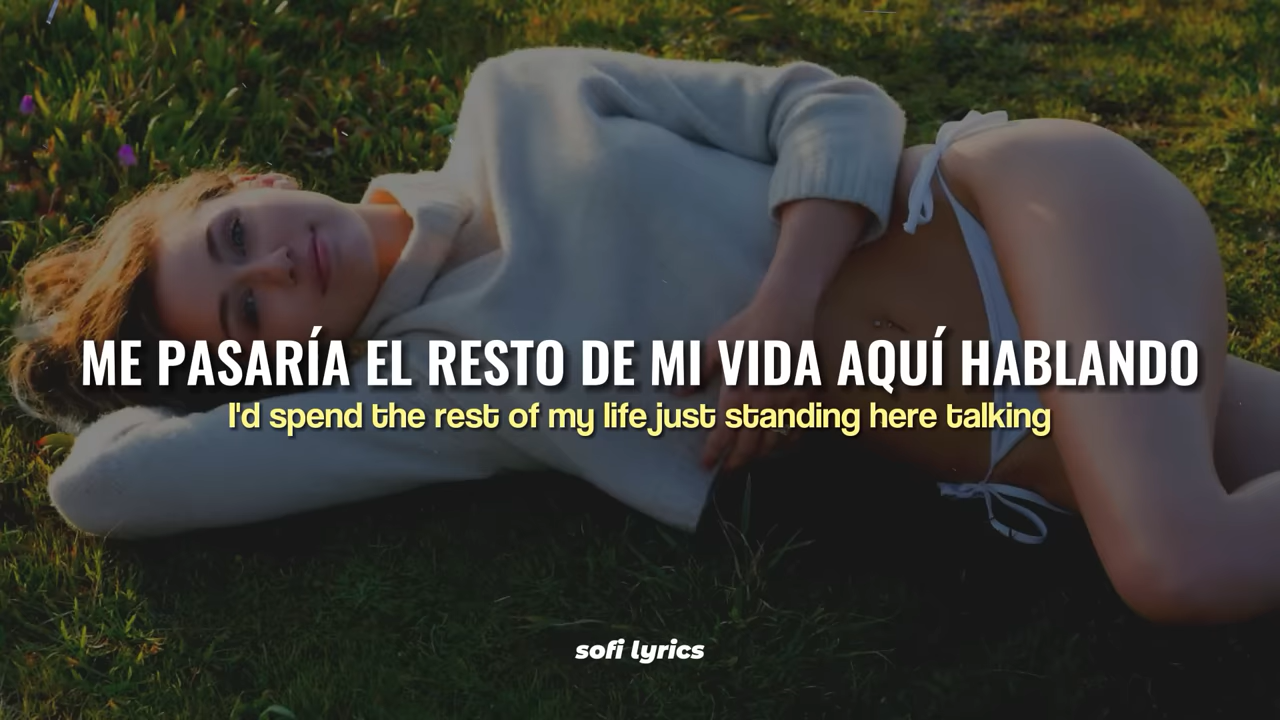 ME PASARÍA EL RESTO DE MI VIDA AQUÍ HABLANDO
I'd spend the rest of my life just standing here talking
sofi lyrics